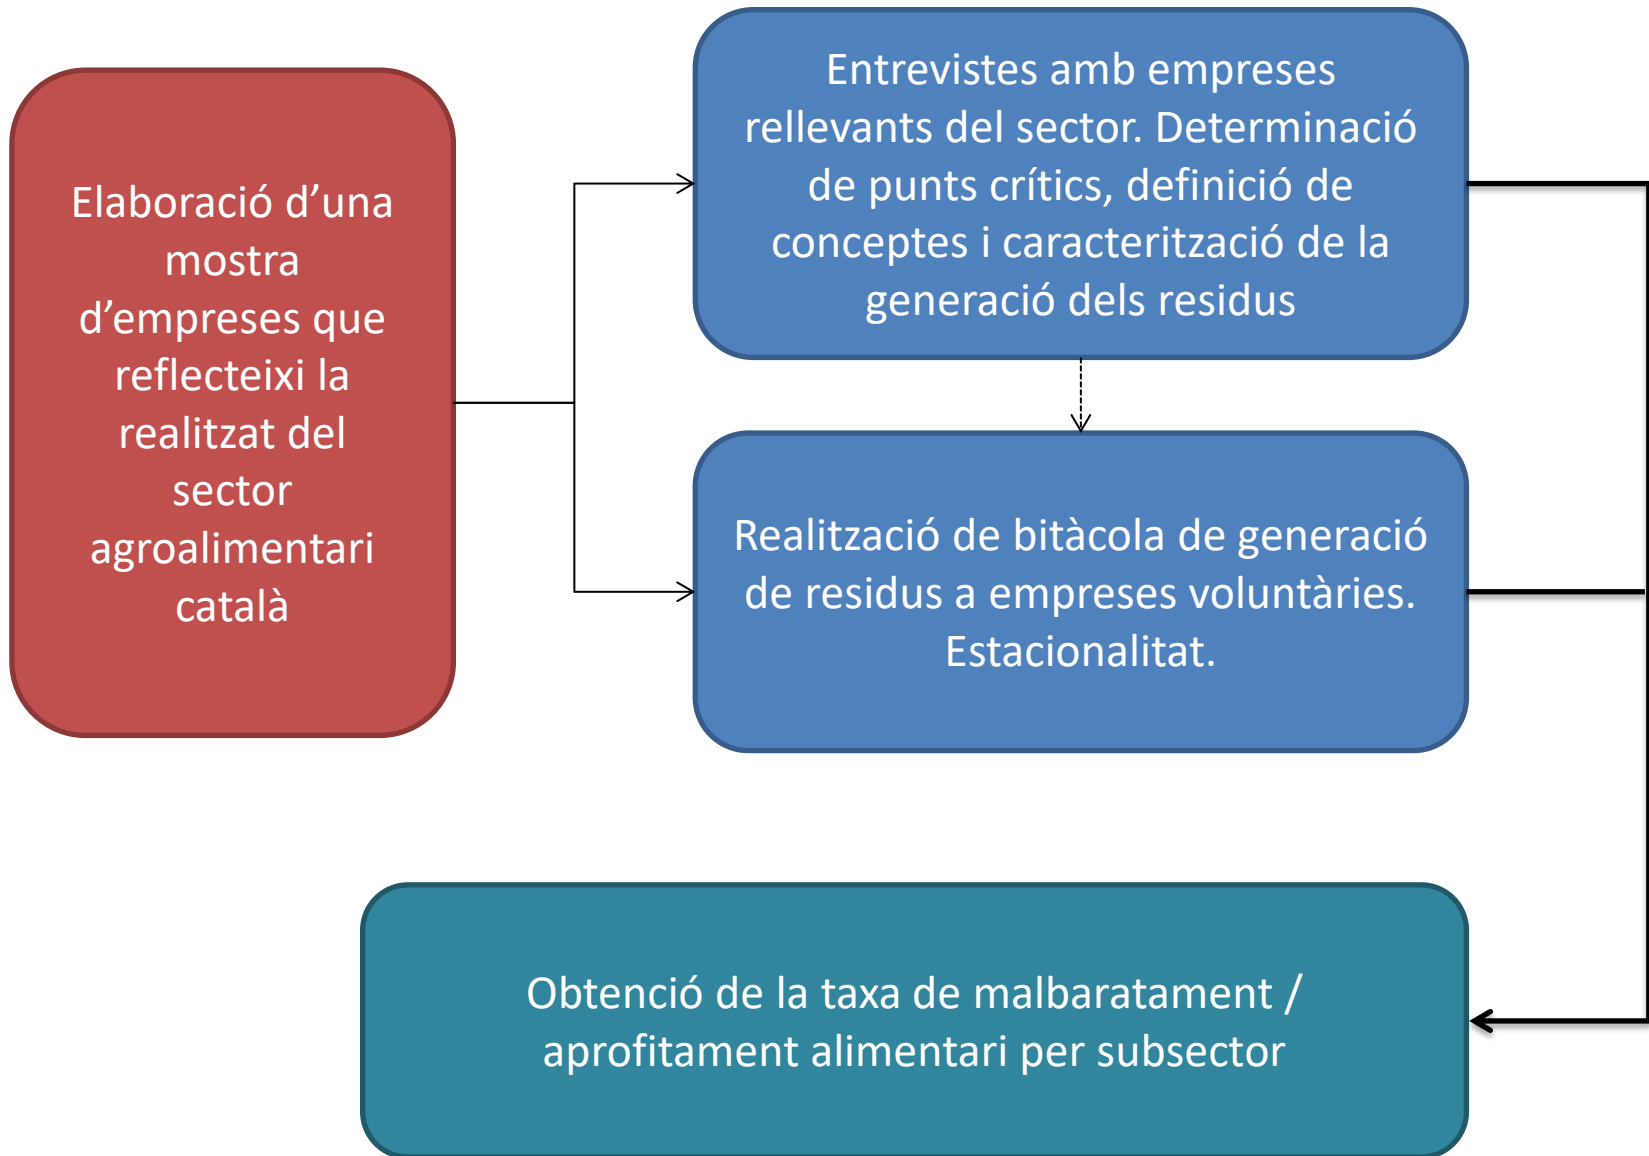 Elaboració d’una
mostra
d’empreses que
reflecteixi la
realitzat del
sector
agroalimentari
català
Entrevistes amb empreses
rellevants del sector. Determinació
de punts crítics, definició de
conceptes i caracterització de la
generació dels residus
Realització de bitàcola de generació
de residus a empreses voluntàries.
Estacionalitat.
Obtenció de la taxa de malbaratament /
aprofitament alimentari per subsector